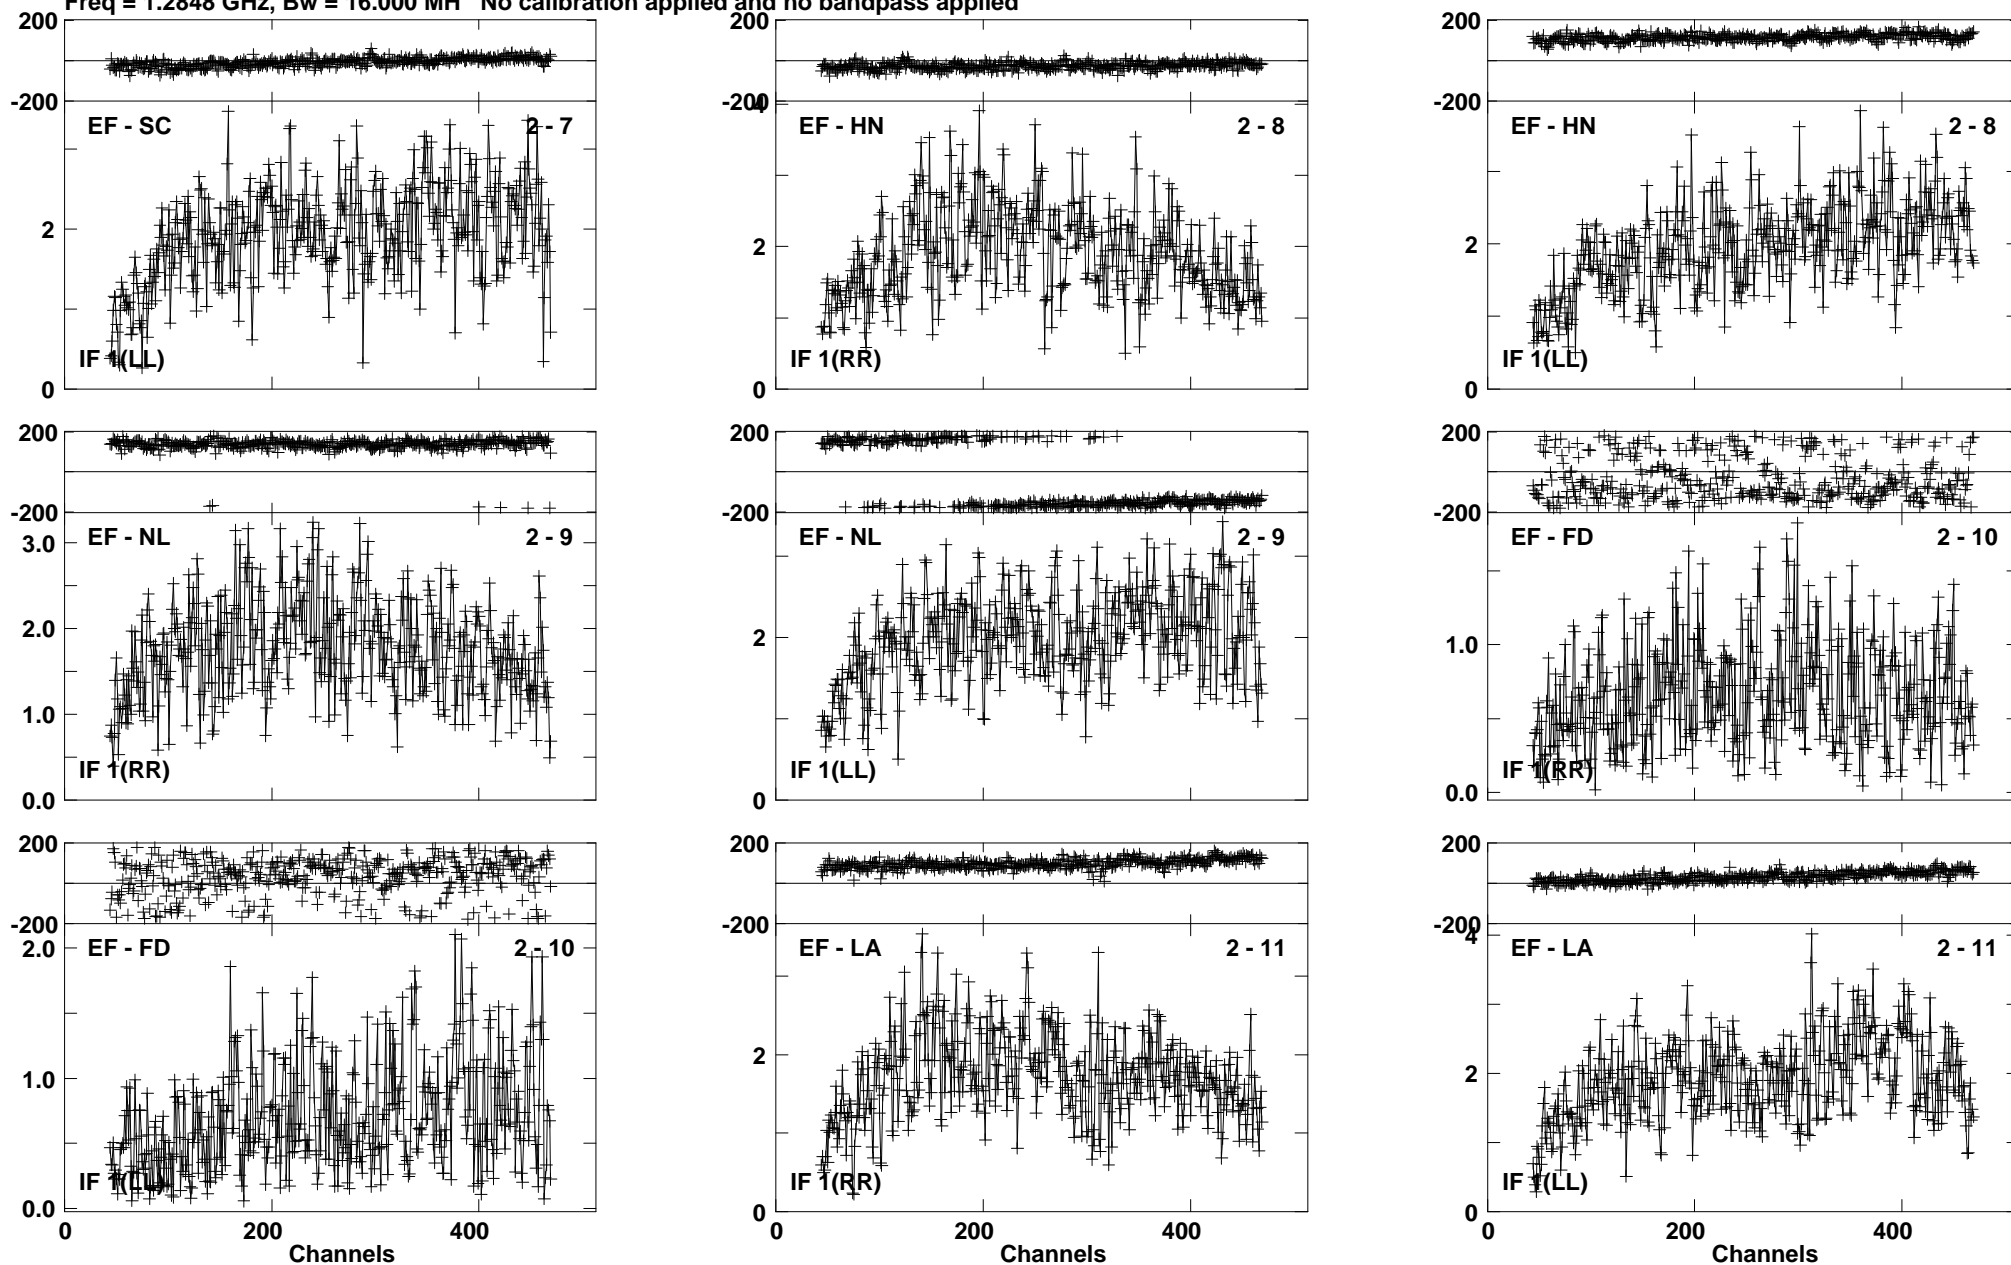 Freq = 1.2848 GHz, Bw = 16.000 MH No calibration applied and no bandpass applied
200
-200
EF - SC
2 - 7
2
0
IF 1(LL)
-200
4
EF - HN
2 - 8
2
0
IF 1(RR)
200
-200
EF - HN
2 - 8
2
0
IF 1(LL)
200
-200
EF - NL
2 - 9
3.0
2.0
1.0
0.0
IF 1(RR)
200
-200
EF - NL
2 - 9
2
0
IF 1(LL)
200
-200
EF - FD
2 - 10
1.0
0.0
IF 1(RR)
200
-200
EF - FD
2 - 10
2.0
1.0
0.0
IF 1(LL)
0
200
400
Channels
200
-200
EF - LA
2 - 11
2
0
IF 1(RR)
0
200
400
200
-200
4
EF - LA
2 - 11
2
0
IF 1(LL)
0
200
400
Channels